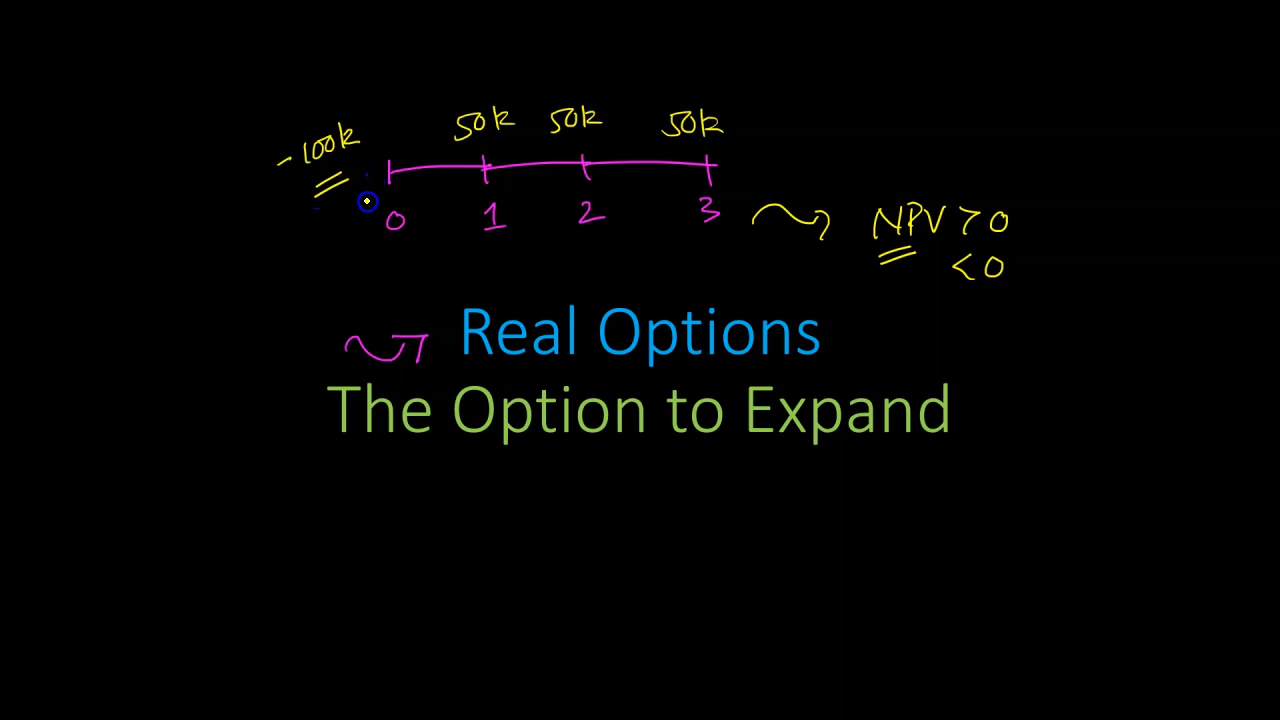 -100k 50k 50k 50k
0 1 2 3
NPV > 0
< 0
Real Options
The Option to Expand